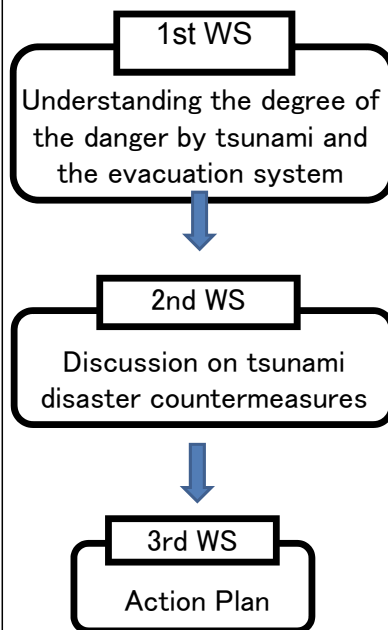 1st WS
Understanding the degree of
the danger by tsunami and
the evacuation system
2nd WS
Discussion on tsunami
disaster countermeasures
3rd WS
Action Plan